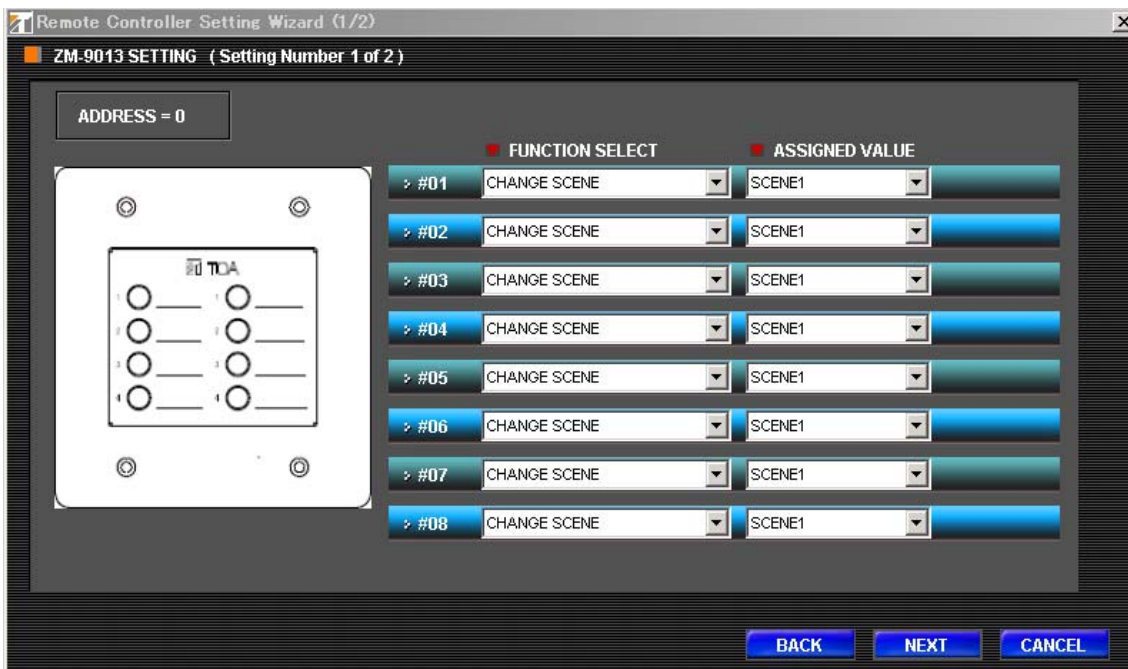 Remote Controller Setting Wizard (1/2)
ZM-9013 SETTING ( Setting Number 1 of 2 )
ADDRESS = 0
FUNCTION SELECT ASSIGNED VALUE
#01 CHANGE SCENE SCENE1
#02 CHANGE SCENE SCENE1
#03 CHANGE SCENE SCENE1
#04 CHANGE SCENE SCENE1
#05 CHANGE SCENE SCENE1
#06 CHANGE SCENE SCENE1
#07 CHANGE SCENE SCENE1
#08 CHANGE SCENE SCENE1
TOA
1 1
2 2
3 3
4 4
BACK NEXT CANCEL